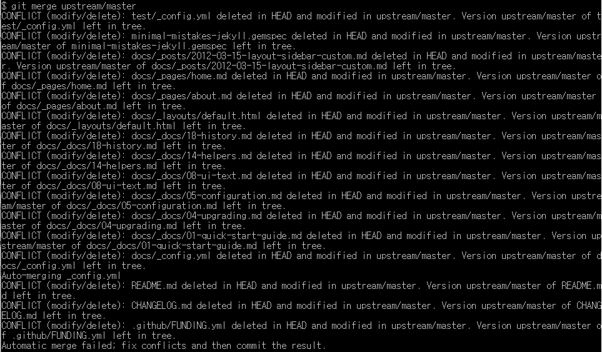 $ git merge upstream/master
CONFLICT (modify/delete): test/_config.yml deleted in HEAD and modified in upstream/master. Version upstream/master of t
est/_config.yml left in tree.
CONFLICT (modify/delete): minimal-mistakes-jekyll.gemspec deleted in HEAD and modified in upstream/master. Version upstr
eam/master of minimal-mistakes-jekyll.gemspec left in tree.
CONFLICT (modify/delete): docs/_posts/2012-03-15-layout-sidebar-custom.md deleted in HEAD and modified in upstream/maste
r. Version upstream/master of docs/_posts/2012-03-15-layout-sidebar-custom.md left in tree.
CONFLICT (modify/delete): docs/_pages/home.md deleted in HEAD and modified in upstream/master. Version upstream/master o
f docs/_pages/home.md left in tree.
CONFLICT (modify/delete): docs/_pages/about.md deleted in HEAD and modified in upstream/master. Version upstream/master
of docs/_pages/about.md left in tree.
CONFLICT (modify/delete): docs/_layouts/default.html deleted in HEAD and modified in upstream/master. Version upstream/m
aster of docs/_layouts/default.html left in tree.
CONFLICT (modify/delete): docs/_docs/18-history.md deleted in HEAD and modified in upstream/master. Version upstream/mas
ter of docs/_docs/18-history.md left in tree.
CONFLICT (modify/delete): docs/_docs/14-helpers.md deleted in HEAD and modified in upstream/master. Version upstream/mas
ter of docs/_docs/14-helpers.md left in tree.
CONFLICT (modify/delete): docs/_docs/08-ui-text.md deleted in HEAD and modified in upstream/master. Version upstream/mas
ter of docs/_docs/08-ui-text.md left in tree.
CONFLICT (modify/delete): docs/_docs/05-configuration.md deleted in HEAD and modified in upstream/master. Version upstre
am/master of docs/_docs/05-configuration.md left in tree.
CONFLICT (modify/delete): docs/_docs/04-upgrading.md deleted in HEAD and modified in upstream/master. Version upstream/m
aster of docs/_docs/04-upgrading.md left in tree.
CONFLICT (modify/delete): docs/_docs/01-quick-start-guide.md deleted in HEAD and modified in upstream/master. Version up
stream/master of docs/_docs/01-quick-start-guide.md left in tree.
CONFLICT (modify/delete): docs/_config.yml deleted in HEAD and modified in upstream/master. Version upstream/master of d
ocs/_config.yml left in tree.
Auto-merging _config.yml
CONFLICT (modify/delete): README.md deleted in HEAD and modified in upstream/master. Version upstream/master of README.m
d left in tree.
CONFLICT (modify/delete): CHANGELOG.md deleted in HEAD and modified in upstream/master. Version upstream/master of CHANG
ELOG.md left in tree.
CONFLICT (modify/delete): .github/FUNDING.yml deleted in HEAD and modified in upstream/master. Version upstream/master o
f .github/FUNDING.yml left in tree.
Automatic merge failed; fix conflicts and then commit the result.